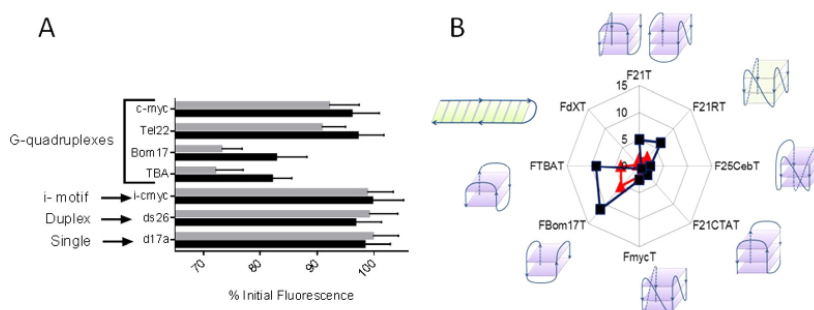 A
G-quadruplexes
c-myc
Tel22
Bom17
TBA
i- motif
i-cmyc
Duplex
ds26
Single
d17a
70
80
90
100
% Initial Fluorescence
B
F21T
F21RT
F25CebT
F21CTAT
FmycT
FBom17T
FTBAT
FdXT
15
10
5
0